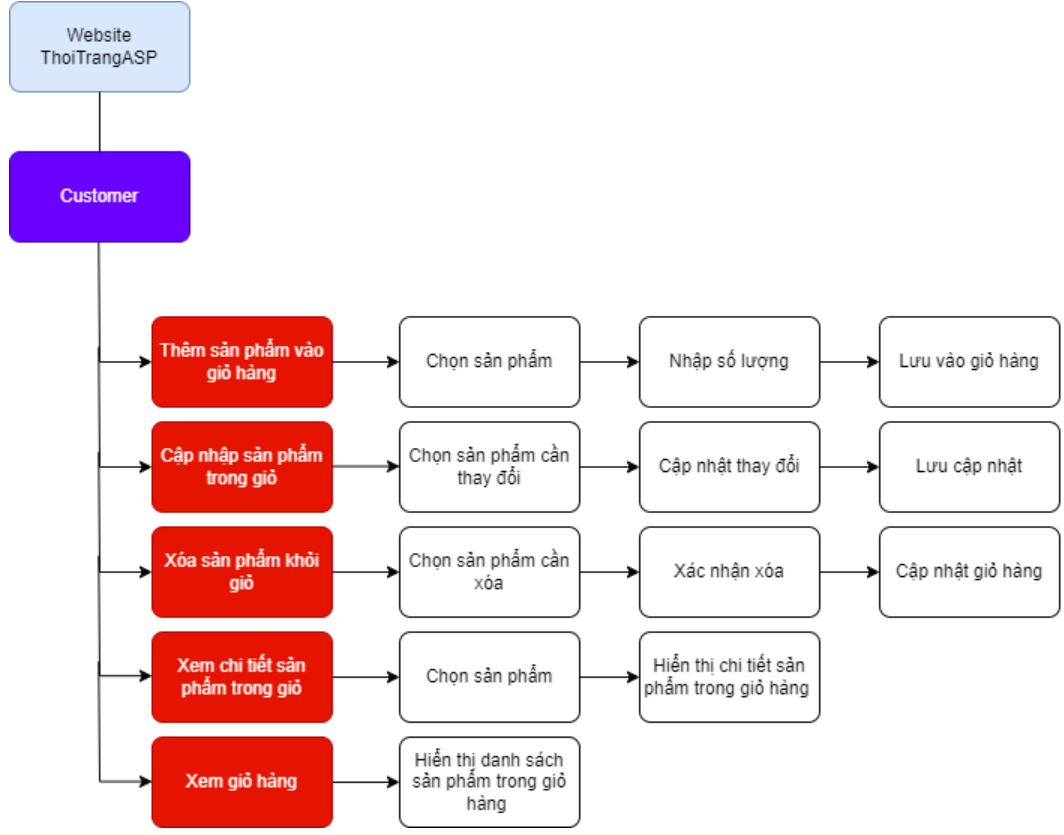 Website
ThoiTrangASP
Customer
Thêm sản phẩm vào
giỏ hàng
Chọn sản phẩm
Nhập số lượng
Lưu vào giỏ hàng
Cập nhập sản phẩm
trong giỏ
Chọn sản phẩm cần
thay đổi
Cập nhật thay đổi
Lưu cập nhật
Xóa sản phẩm khỏi
giỏ
Chọn sản phẩm cần
xóa
Xác nhận xóa
Cập nhật giỏ hàng
Xem chi tiết sản
phẩm trong giỏ
Chọn sản phẩm
Hiển thị chi tiết sản
phẩm trong giỏ hàng
Xem giỏ hàng
Hiển thị danh sách
sản phẩm trong giỏ
hàng